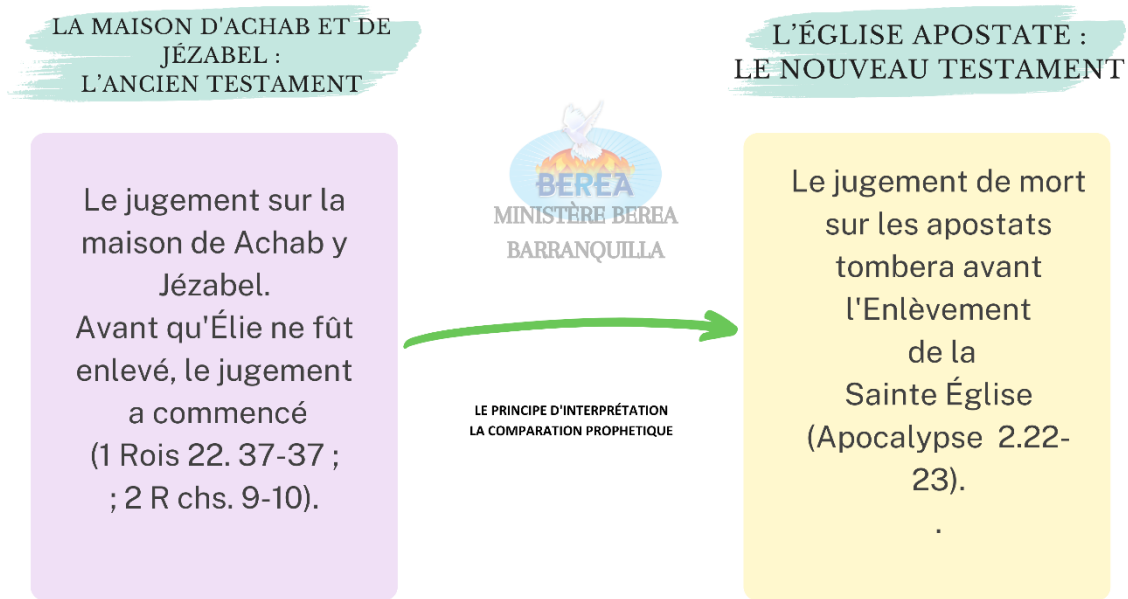 LA MAISON D'ACHAB ET DE
JÉZABEL :
L'ANCIEN TESTAMENT
Le jugement sur la
maison de Achab y
Jézabel.
Avant qu'Élie ne fût
enlevé, le jugement
a commencé
(1 Rois 22. 37-37 ;
; 2 R chs. 9-10).
BEREA
MINISTÈRE BEREA
BARRANQUILLA
LE PRINCIPE D'INTERPRÉTATION
LA COMPARATION PROPHETIQUE
L'ÉGLISE APOSTATE :
LE NOUVEAU TESTAMENT
Le jugement de mort
sur les apostats
tombera avant
l'Enlèvement
de la
Sainte Église
(Apocalypse 2.22-
23).
.